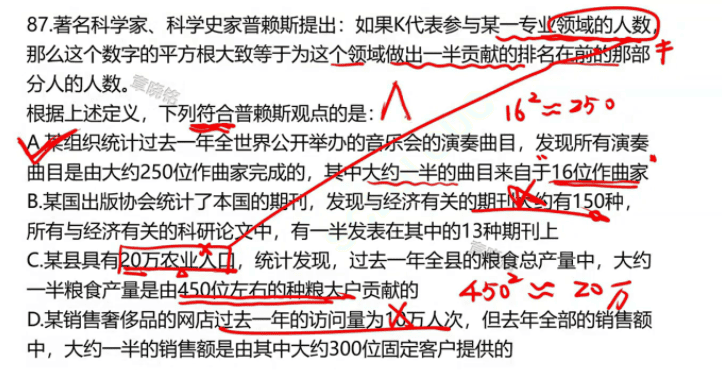 87.著名科学家、科学史家普赖斯提出：如果K代表参与某一专业领域的人数，
那么这个数字的平方根大致等于为这个领域做出一半贡献的排名在前的那部
分人的人数。
章晓铭
根据上述定义，下列符合普赖斯观点的是：
16²≈250
A.某组织统计过去一年全世界公开举办的音乐会的演奏曲目，发现所有演奏
曲目是由大约250位作曲家完成的，其中大约一半的曲目来自于16位作曲家
B.某国出版协会统计了本国的期刊，发现与经济有关的期刊大约有150种，
所有与经济有关的科研论文中，有一半发表在其中的13种期刊上
C.某县具有20万农业人口，统计发现，过去一年全县的粮食总产量中，大约
一半粮食产量是由450位左右的种粮大户贡献的
450²≈20万
D.某销售奢侈品的网店过去一年的访问量为10万人次，但去年全部的销售额
中，大约一半的销售额是由其中大约300位固定客户提供的